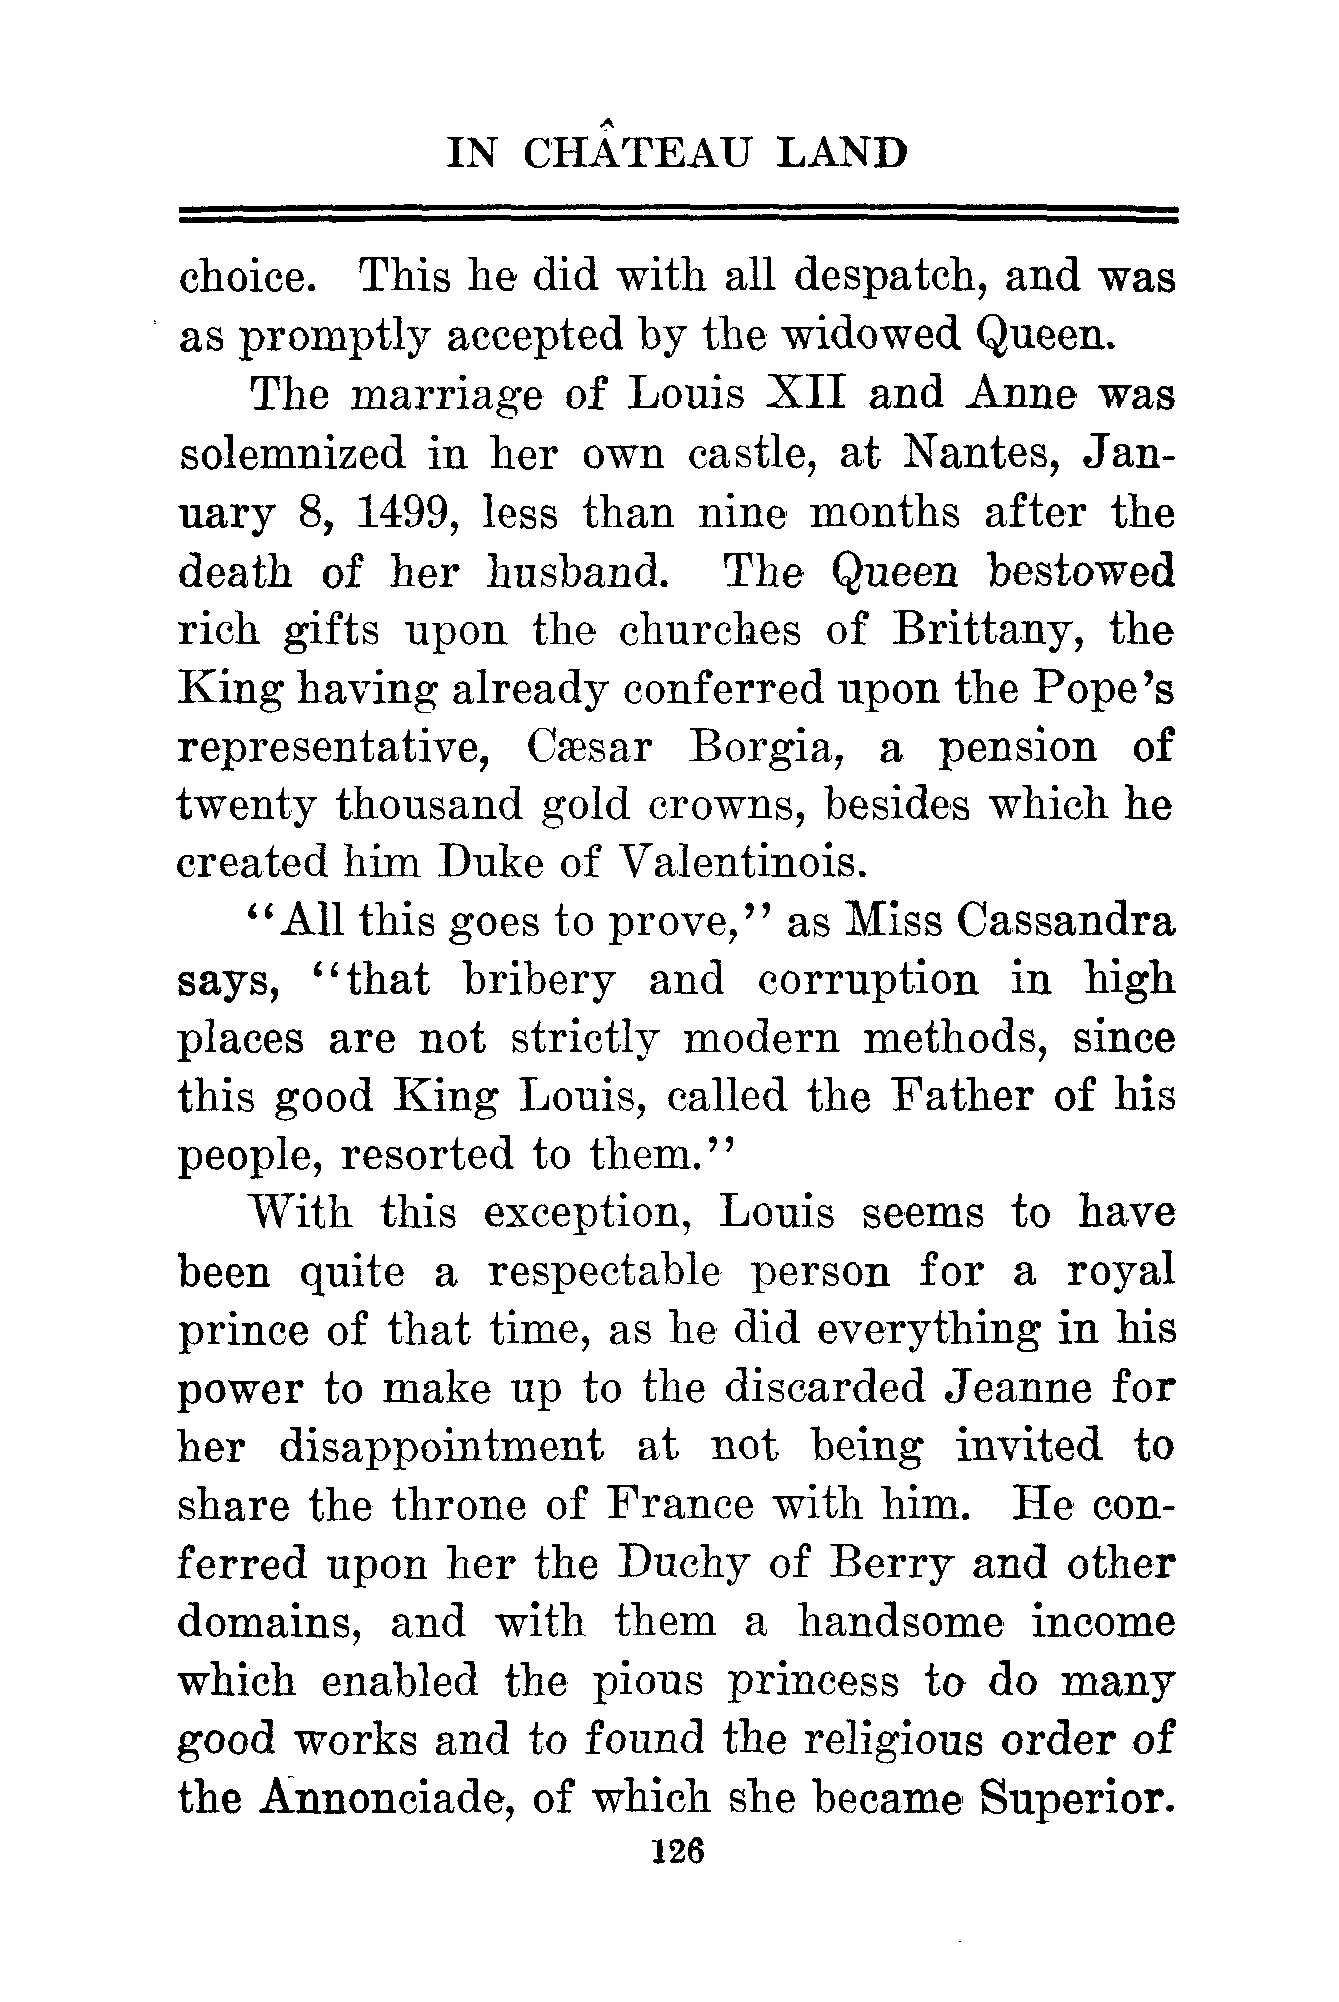 IN CHÂTEAU LAND
choice. This he did with all despatch, and was
as promptly accepted by the widowed Queen.
The marriage of Louis XII and Anne was
solemnized in her own castle, at Nantes, Jan-
uary 8, 1499, less than nine months after the
death of her husband. The Queen bestowed
rich gifts upon the churches of Brittany, the
King having already conferred upon the Pope's
representative, Cæsar Borgia, a pension of
twenty thousand gold crowns, besides which he
created him Duke of Valentinois.
"All this goes to prove," as Miss Cassandra
says, "that bribery and corruption in high
places are not strictly modern methods, since
this good King Louis, called the Father of his
people, resorted to them."
With this exception, Louis seems to have
been quite a respectable person for a royal
prince of that time, as he did everything in his
power to make up to the discarded Jeanne for
her disappointment at not being invited to
share the throne of France with him. He con-
ferred upon her the Duchy of Berry and other
domains, and with them a handsome income
which enabled the pious princess to do many
good works and to found the religious order of
the Annonciade, of which she became Superior.
126